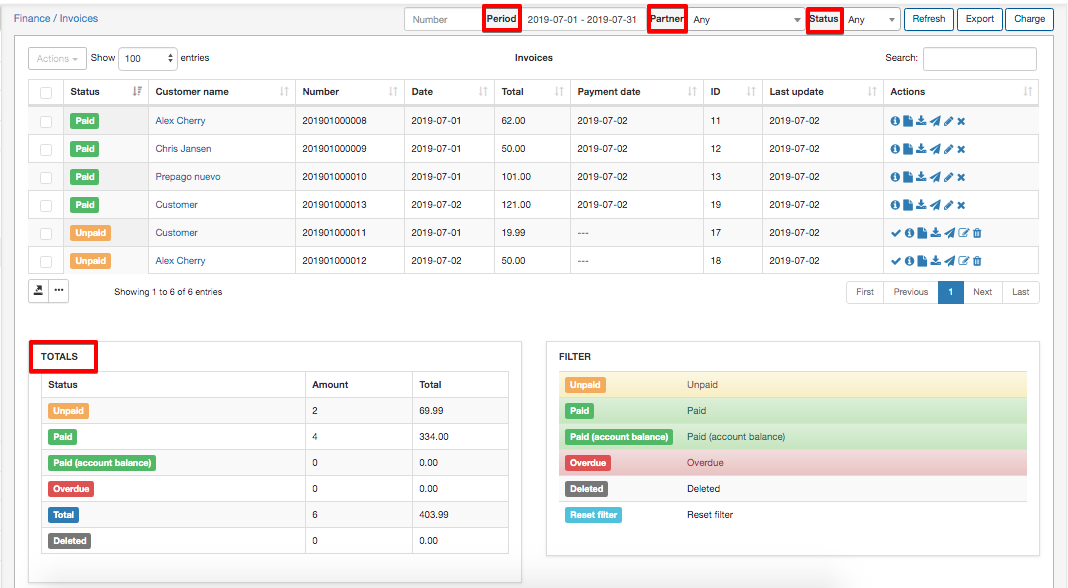 Finance / Invoices
Number Period 2019-07-01 - 2019-07-31 Partner Any Status Any Refresh Export Charge
Actions Show 100 entries Invoices Search:
Status Customer name Number Date Total Payment date ID Last update Actions
Paid Alex Cherry 201901000008 2019-07-01 62.00 2019-07-02 11 2019-07-02
Paid Chris Jansen 201901000009 2019-07-01 50.00 2019-07-02 12 2019-07-02
Paid Prepago nuevo 201901000010 2019-07-01 101.00 2019-07-02 13 2019-07-02
Paid Customer 201901000013 2019-07-02 121.00 2019-07-02 19 2019-07-02
Unpaid Customer 201901000011 2019-07-02 19.99 --- 17 2019-07-02
Unpaid Alex Cherry 201901000012 2019-07-02 50.00 --- 18 2019-07-02
Showing 1 to 6 of 6 entries First Previous 1 Next Last
TOTALS
Status Amount Total
Unpaid 2 69.99
Paid 4 334.00
Paid (account balance) 0 0.00
Overdue 0 0.00
Total 6 403.99
Deleted 0 0.00
FILTER
Unpaid Unpaid
Paid Paid
Paid (account balance) Paid (account balance)
Overdue Overdue
Deleted Deleted
Reset filter Reset filter